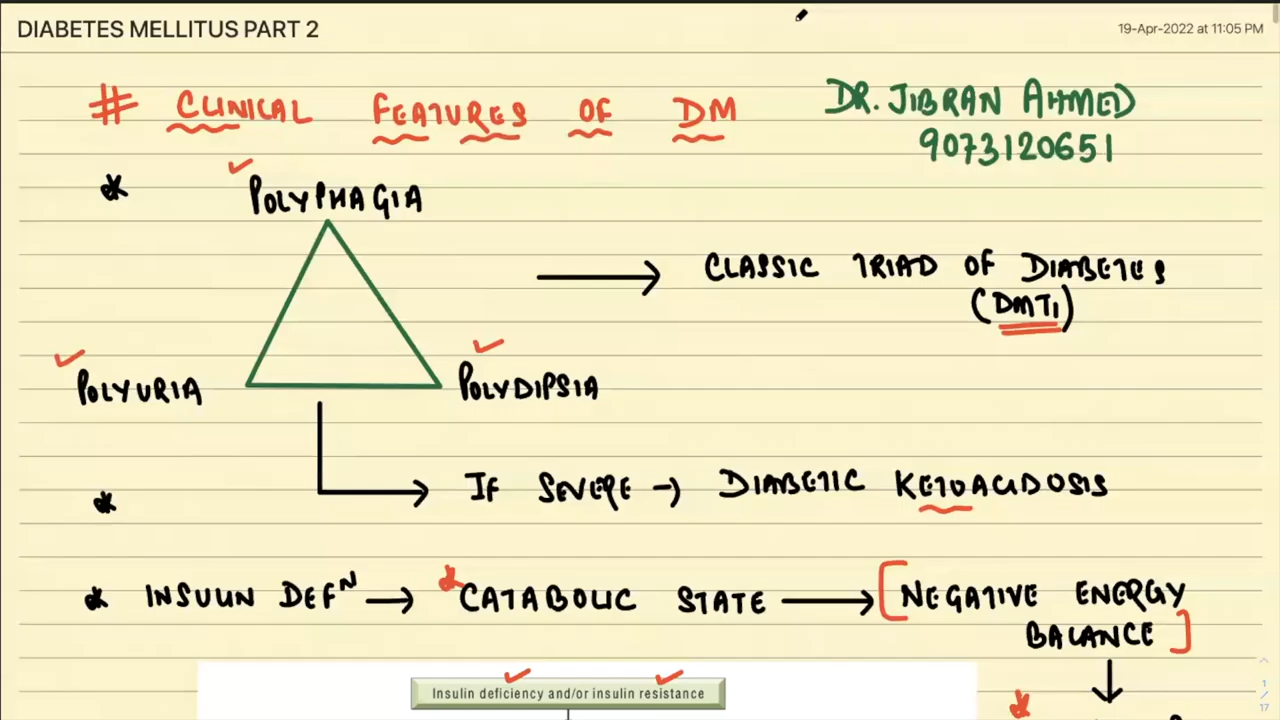 DIABETES MELLITUS PART 2
19-Apr-2022 at 11:05 PM
# CLINICAL FEATURES OF DM
DR. JIBRAN AHMED
9073120651
* POLYPHAGIA
→ CLASSIC TRIAD OF DIABETES
(DMT1)
POLYURIA
POLYDIPSIA
* → IF SEVERE → DIABETIC KETOACIDOSIS
* INSULIN DEFN → * CATABOLIC STATE → [NEGATIVE ENERGY
BALANCE]
Insulin deficiency and/or insulin resistance
1
/
17